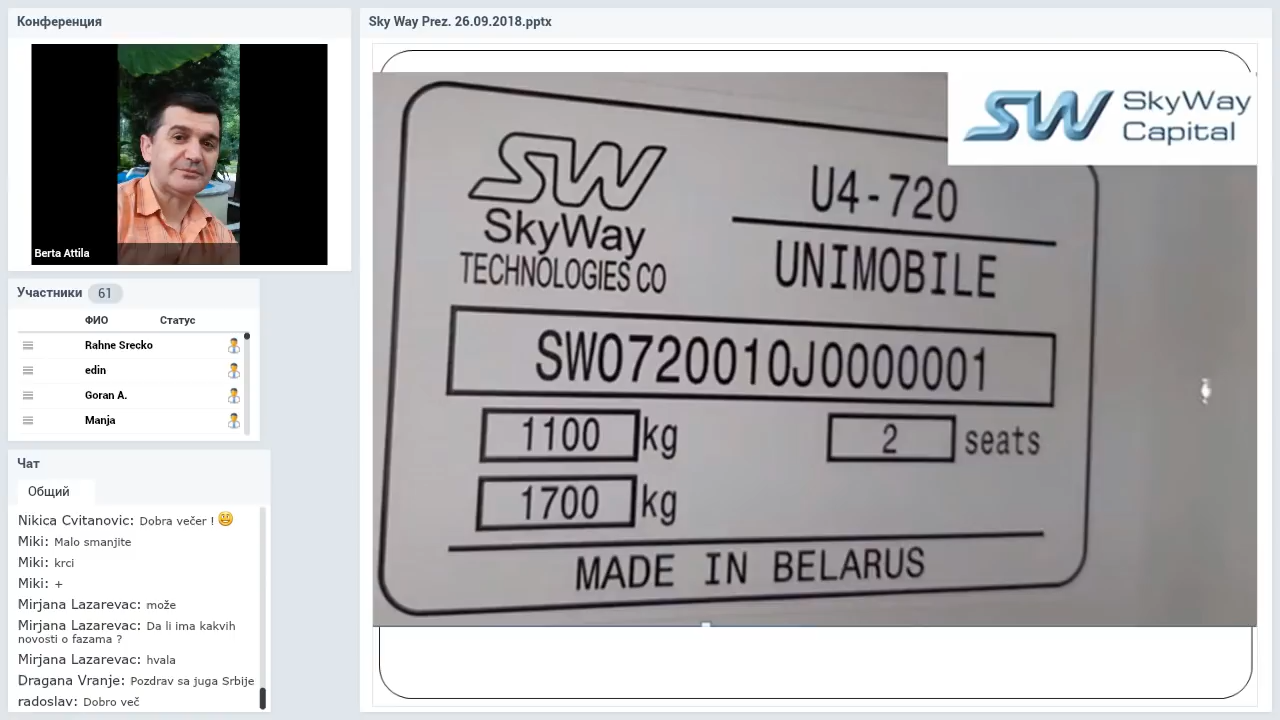 Конференция
Berta Attila
Участники 61
ФИО Статус
Rahne Srecko
edin
Goran A.
Manja
Чат
Общий
Nikica Cvitanovic: Dobra večer !
Miki: Malo smanjite
Miki: krci
Miki: +
Mirjana Lazarevac: može
Mirjana Lazarevac: Da li ima kakvih
novosti o fazama ?
Mirjana Lazarevac: hvala
Dragana Vranje: Pozdrav sa juga Srbije
radoslav: Dobro več
Sky Way Prez. 26.09.2018.pptx
SW SkyWay
Capital
SW
SkyWay
TECHNOLOGIES CO
U4-720
UNIMOBILE
SW0720010J0000001
1100 kg
2 seats
1700 kg
MADE IN BELARUS